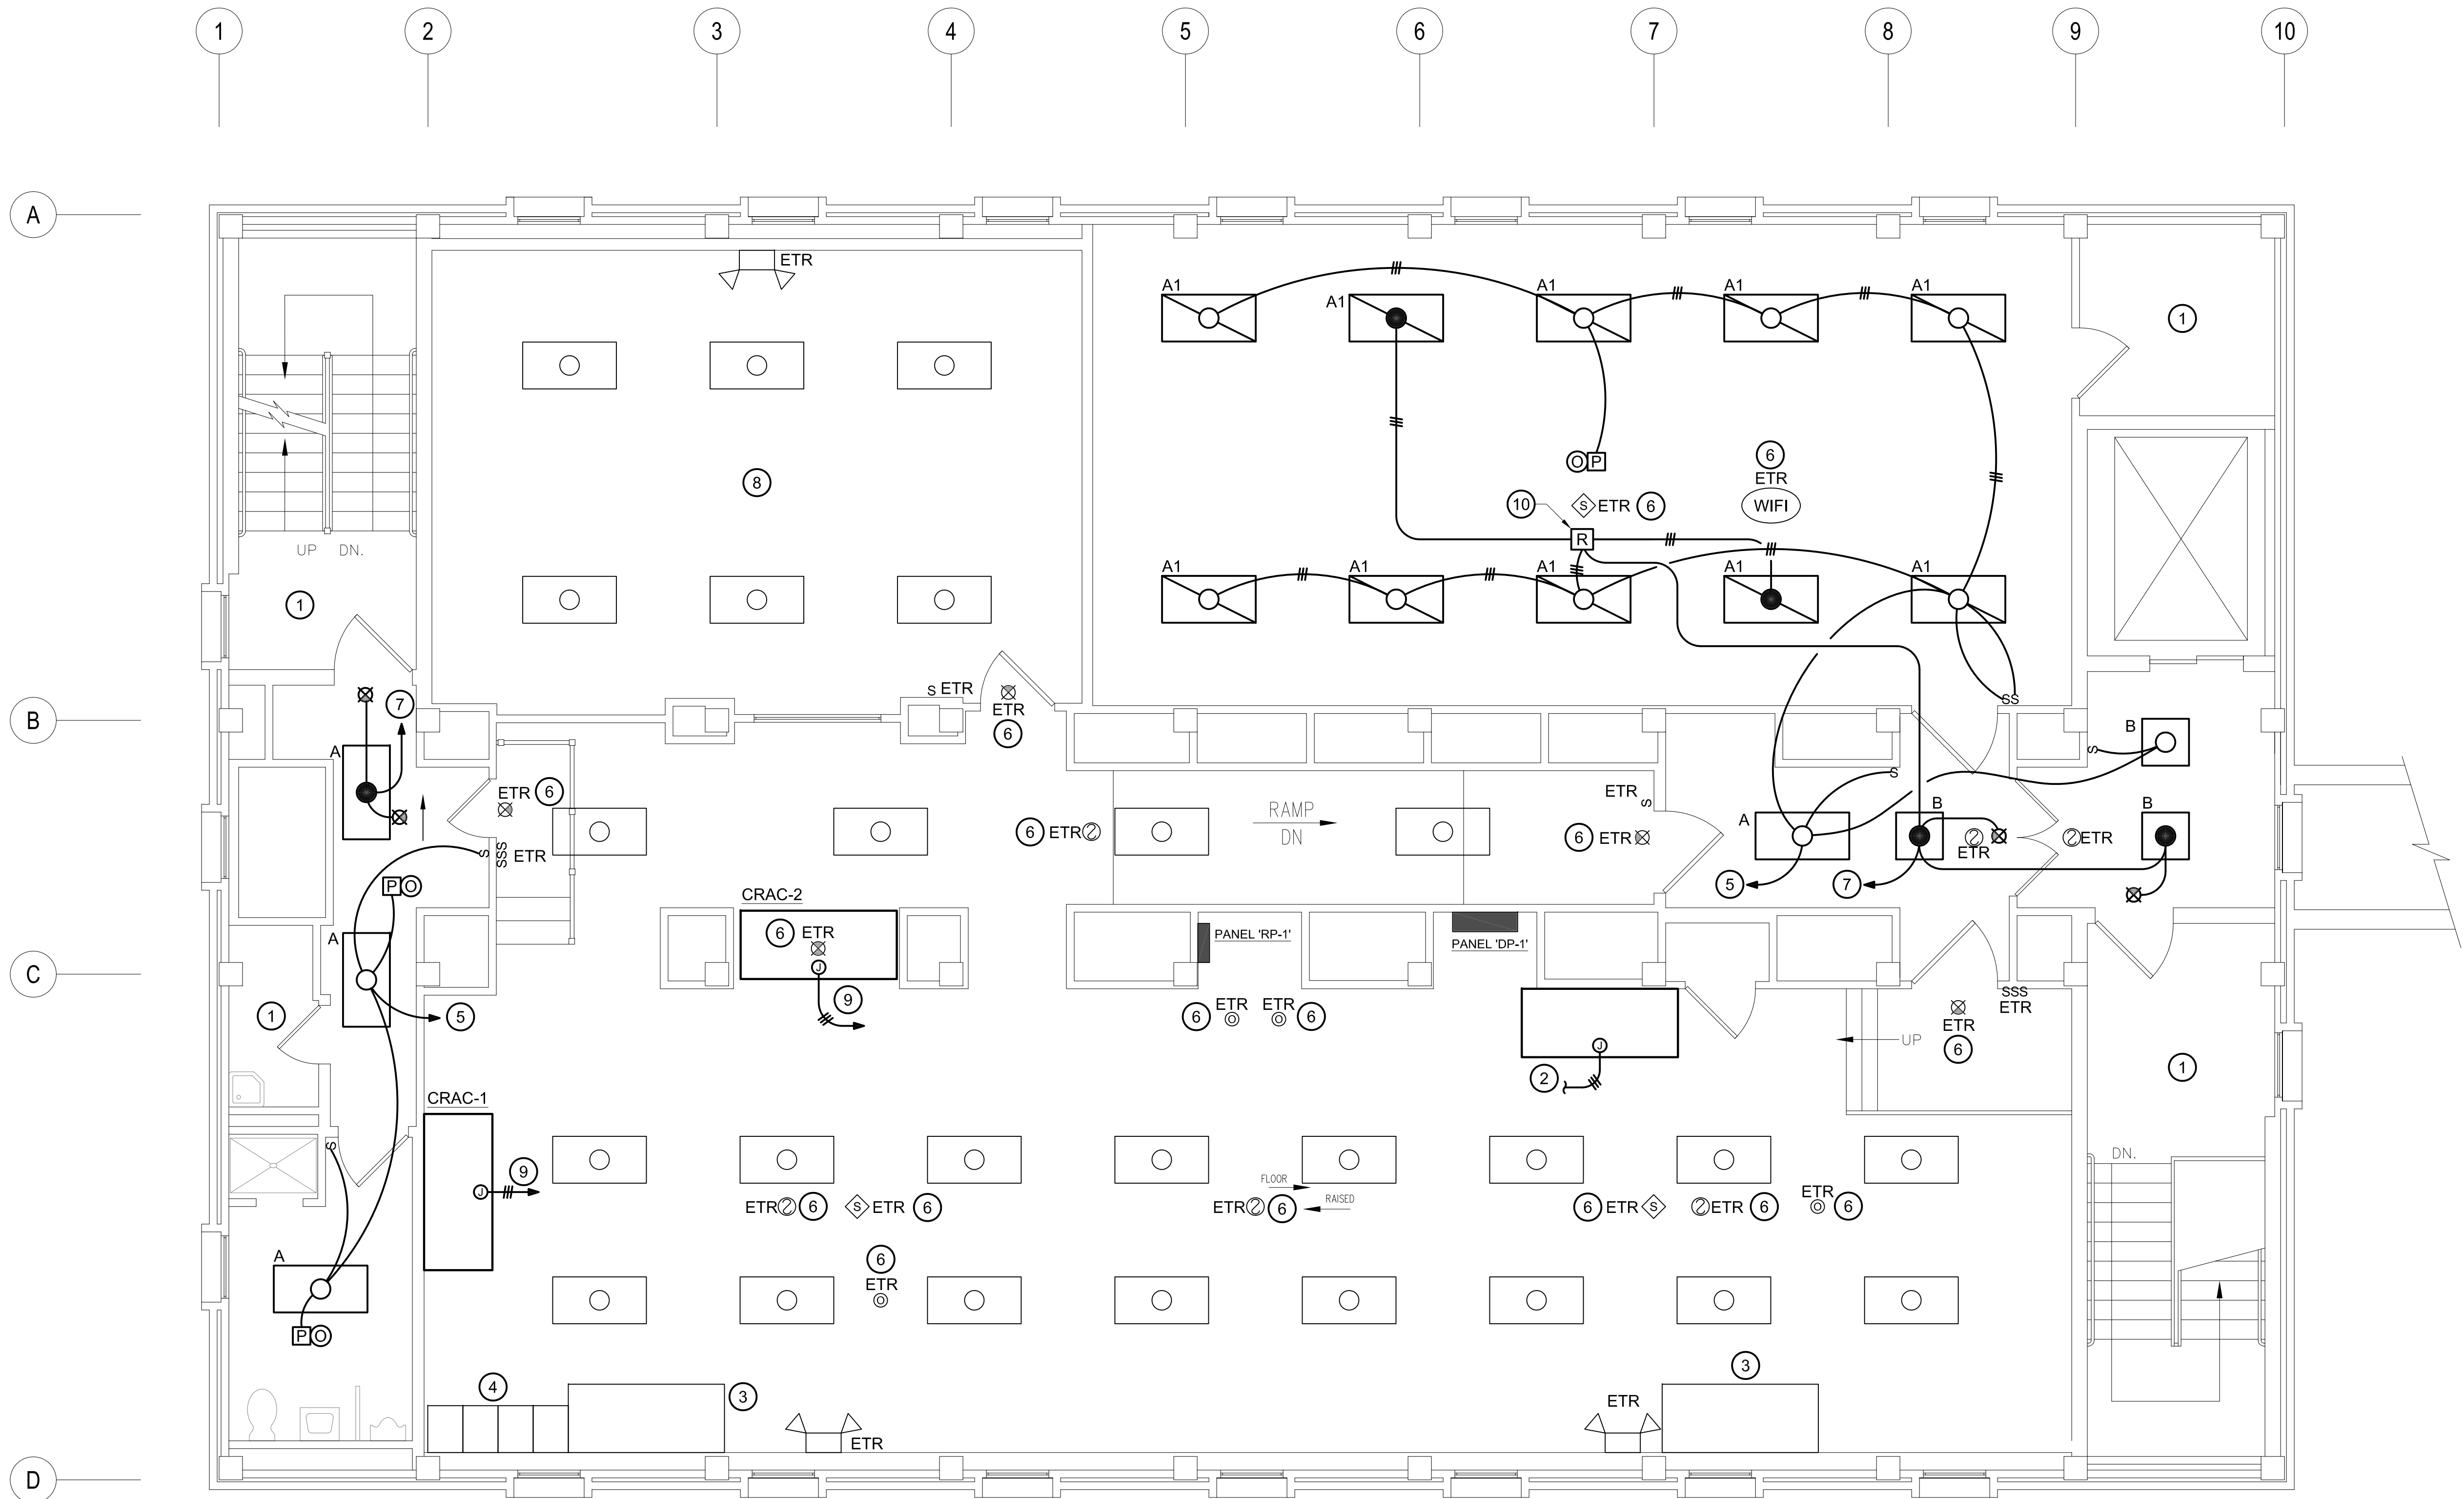 1 2 3 4 5 6 7 8 9 10
A
ETR
A1 A1 A1 A1 A1
1
8
O P
6
ETR
WIFI
10 S ETR 6
R
UP DN.
1
A1 A1 A1 A1 A1
S ETR
ETR
6
SS
B
7
A
S
B
S
ETR 6
ETR
S
RAMP
DN
6 ETR S
6 ETR
A
B
S
ETR
S ETR
B
S
SSS
ETR
5
7
P O
CRAC-2
6 ETR
J
9
PANEL 'RP-1'
PANEL 'DP-1'
A
C
1
5
6 ETR
O
ETR
O
6
J
2
SSS
ETR
ETR
6
UP
1
CRAC-1
S
J
9
DN.
FLOOR
RAISED
ETR S 6
S ETR 6
ETR S 6
6 ETR S
S ETR 6
ETR
O
6
6
ETR
O
A
P O
4
3
ETR
ETR
3
D